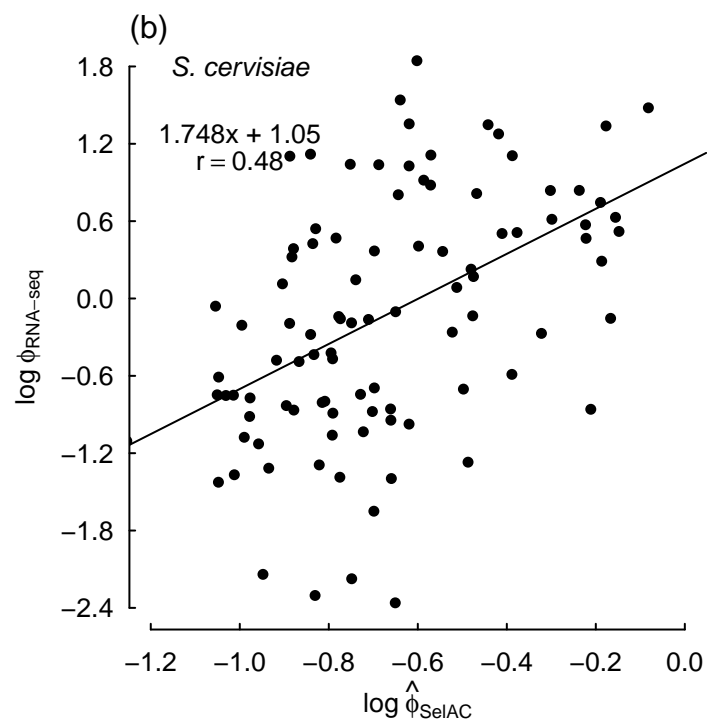 (b)
S. cervisiae
1.748x + 1.05
r = 0.48
log ϕRNA−seq
1.8
1.2
0.6
0.0
−0.6
−1.2
−1.8
−2.4
−1.2 −1.0 −0.8 −0.6 −0.4 −0.2 0.0
log ϕ̂SelAC